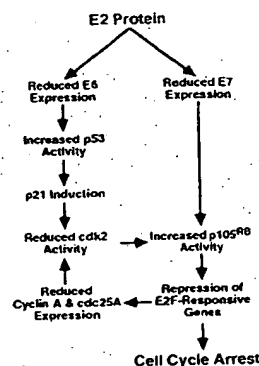 E2 Protein
Reduced E6
Expression
Reduced E7
Expression
Increased p53
Activity
p21 Induction
Reduced cdk2
Activity
Increased p105RB
Activity
Reduced
Cyclin A & cdc25A
Expression
Repression of
E2F-Responsive
Genes
Cell Cycle Arrest